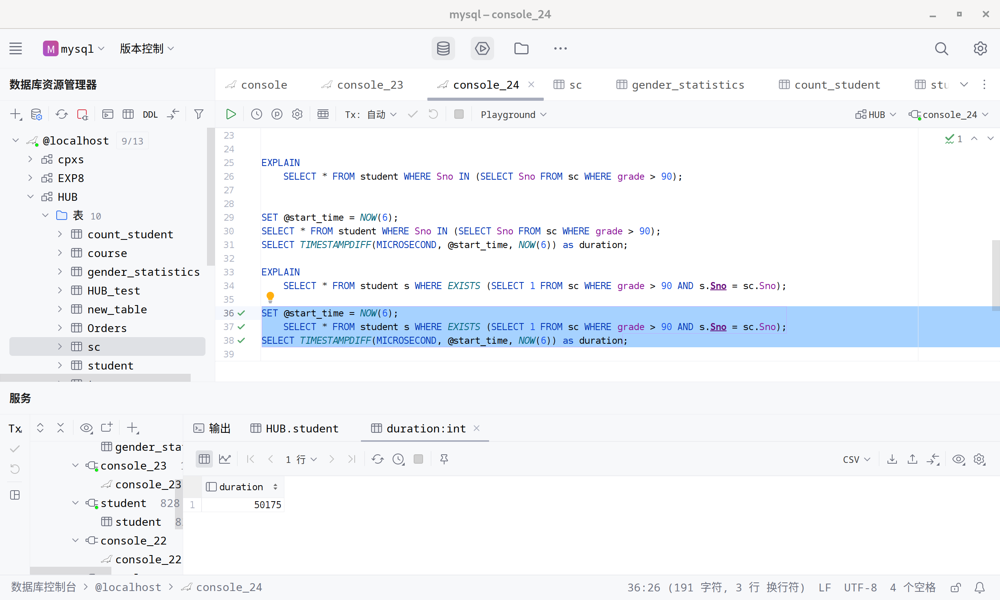 mysql – console_24
M mysql 版本控制
数据库资源管理器
console console_23 console_24 sc gender_statistics count_student stu
DDL
Tx: 自动 Playground HUB console_24
@localhost 9/13
cpxs
EXP8
HUB
表 10
count_student
course
gender_statistics
HUB_test
new_table
Orders
sc
student
1
23
24
25 EXPLAIN
26 SELECT * FROM student WHERE Sno IN (SELECT Sno FROM sc WHERE grade > 90);
27
28
29 SET @start_time = NOW(6);
30 SELECT * FROM student WHERE Sno IN (SELECT Sno FROM sc WHERE grade > 90);
31 SELECT TIMESTAMPDIFF(MICROSECOND, @start_time, NOW(6)) as duration;
32
33 EXPLAIN
34 SELECT * FROM student s WHERE EXISTS (SELECT 1 FROM sc WHERE grade > 90 AND s.Sno = sc.Sno);
35
36 SET @start_time = NOW(6);
37 SELECT * FROM student s WHERE EXISTS (SELECT 1 FROM sc WHERE grade > 90 AND s.Sno = sc.Sno);
38 SELECT TIMESTAMPDIFF(MICROSECOND, @start_time, NOW(6)) as duration;
39
服务
Tx
gender_sta
console_23
console_23
student 828
student
console_22
console_22
输出 HUB.student duration:int
1 行 CSV
duration
1 50175
数据库控制台 > @localhost > console_24
36:26 (191 字符, 3 行 换行符) LF UTF-8 4 个空格